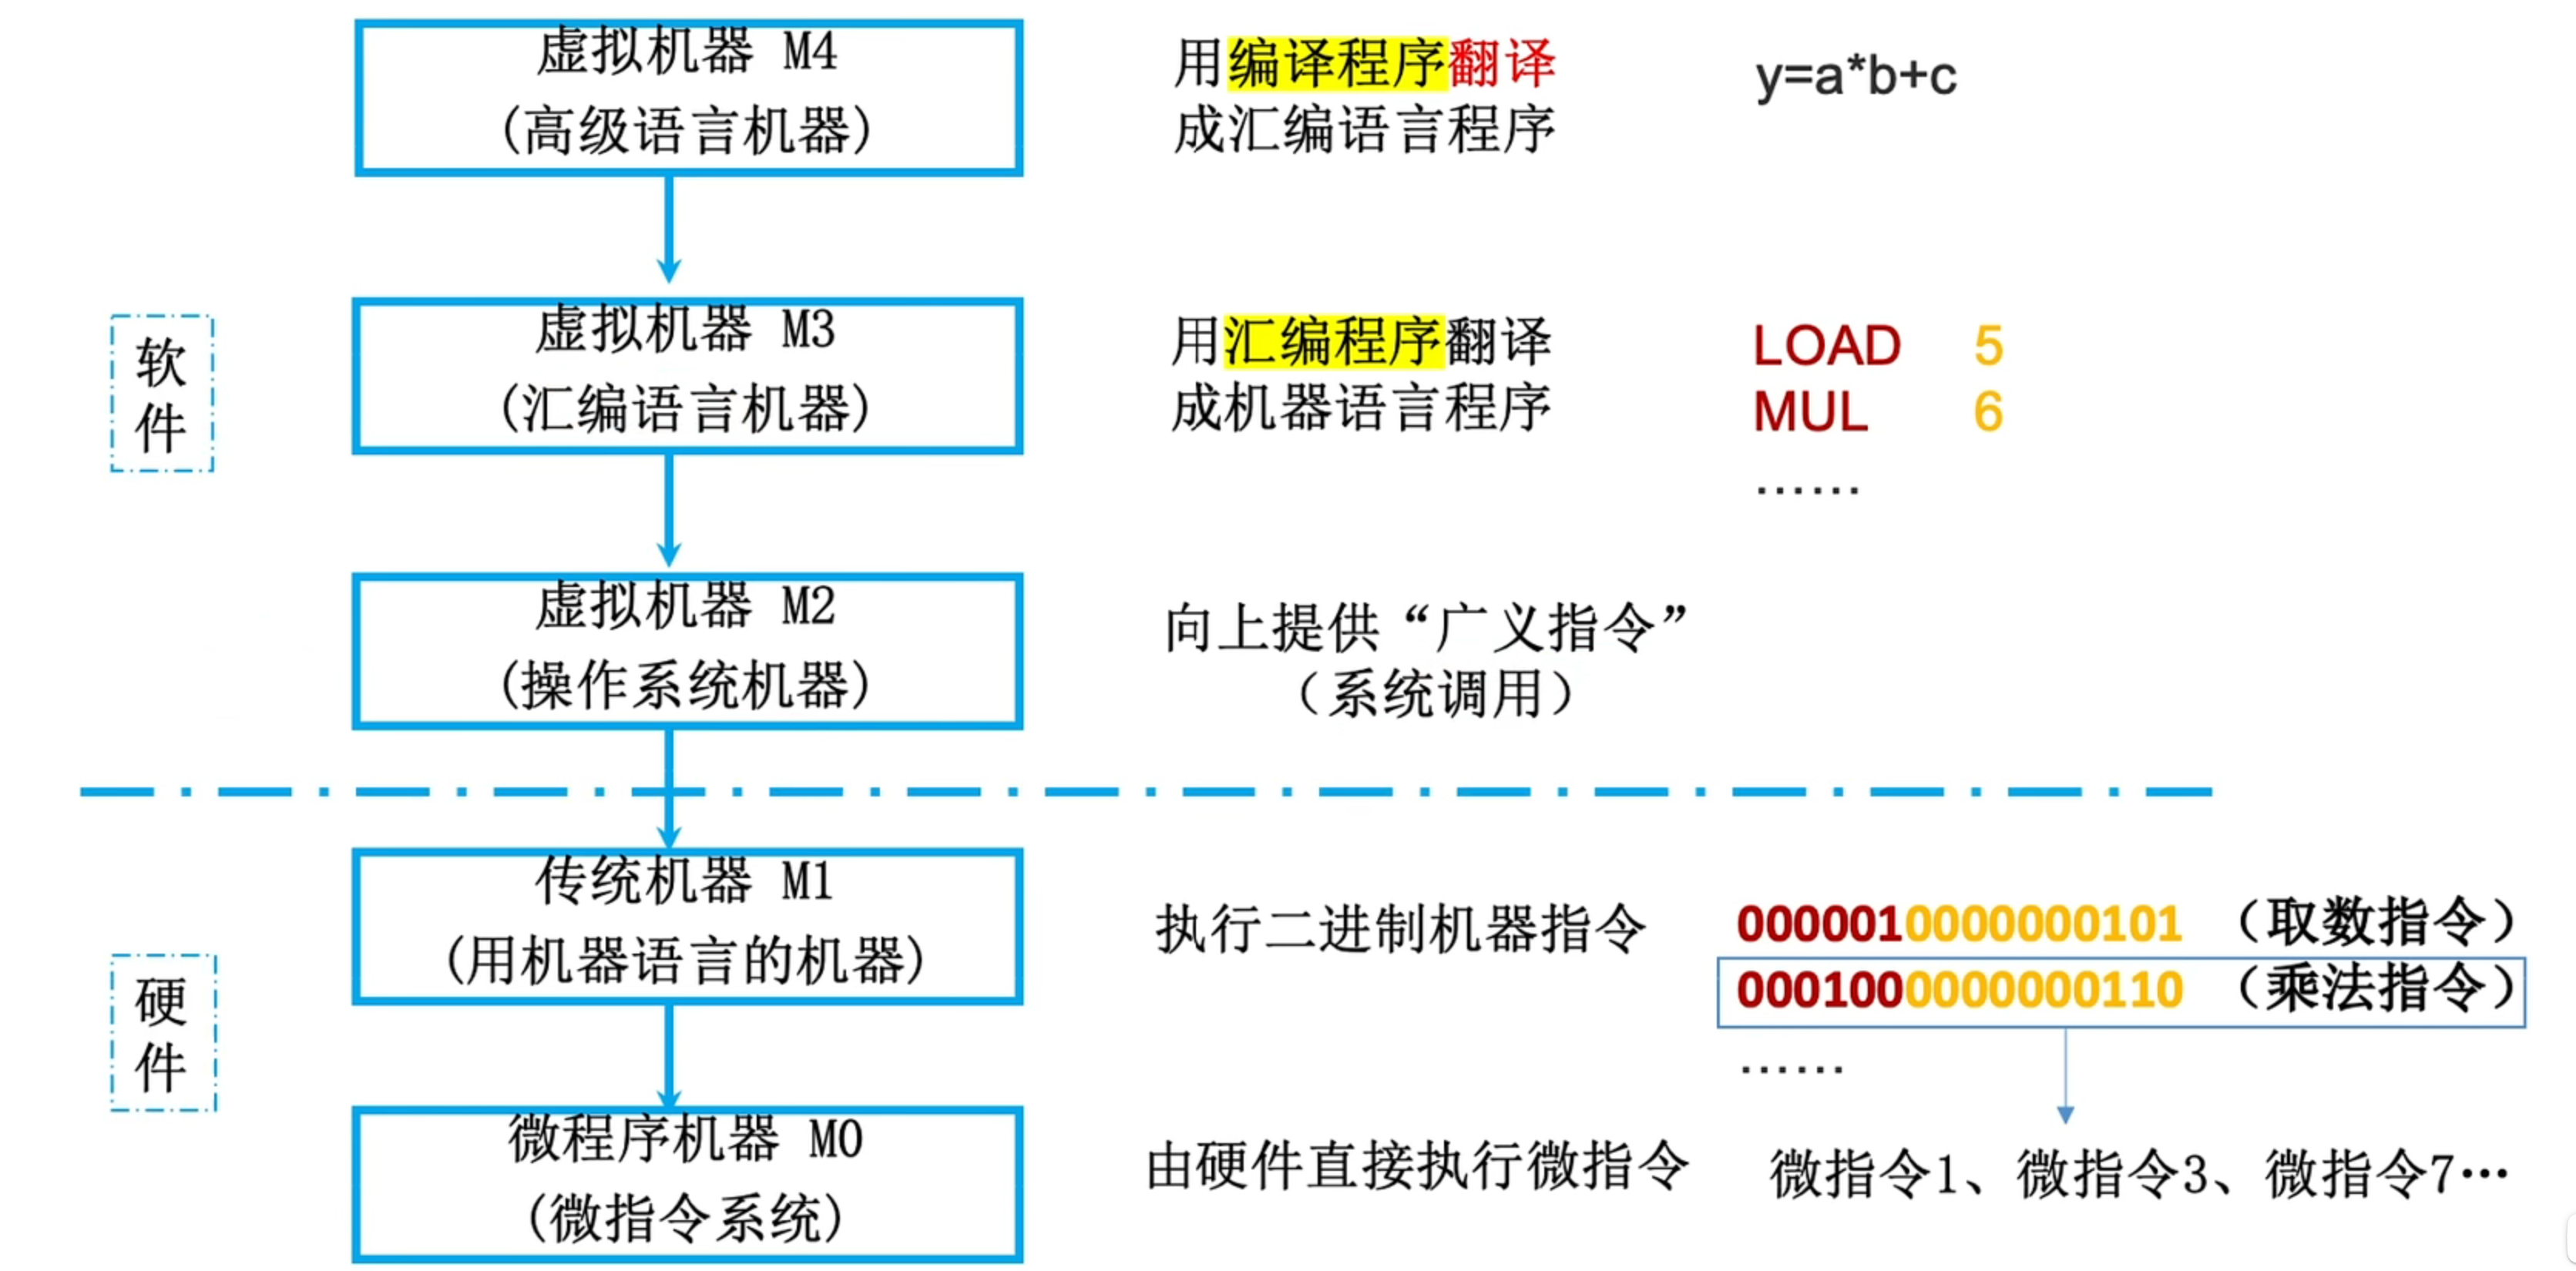 虚拟机器 M4
(高级语言机器)
用编译程序翻译
成汇编语言程序
y=a*b+c
软
件
虚拟机器 M3
(汇编语言机器)
用汇编程序翻译
成机器语言程序
LOAD 5
MUL 6
……
虚拟机器 M2
(操作系统机器)
向上提供“广义指令”
（系统调用）
硬
件
传统机器 M1
(用机器语言的机器)
执行二进制机器指令
0000010000000101 （取数指令）
0001000000000110 （乘法指令）
……
微程序机器 M0
(微指令系统)
由硬件直接执行微指令
微指令1、微指令3、微指令7…